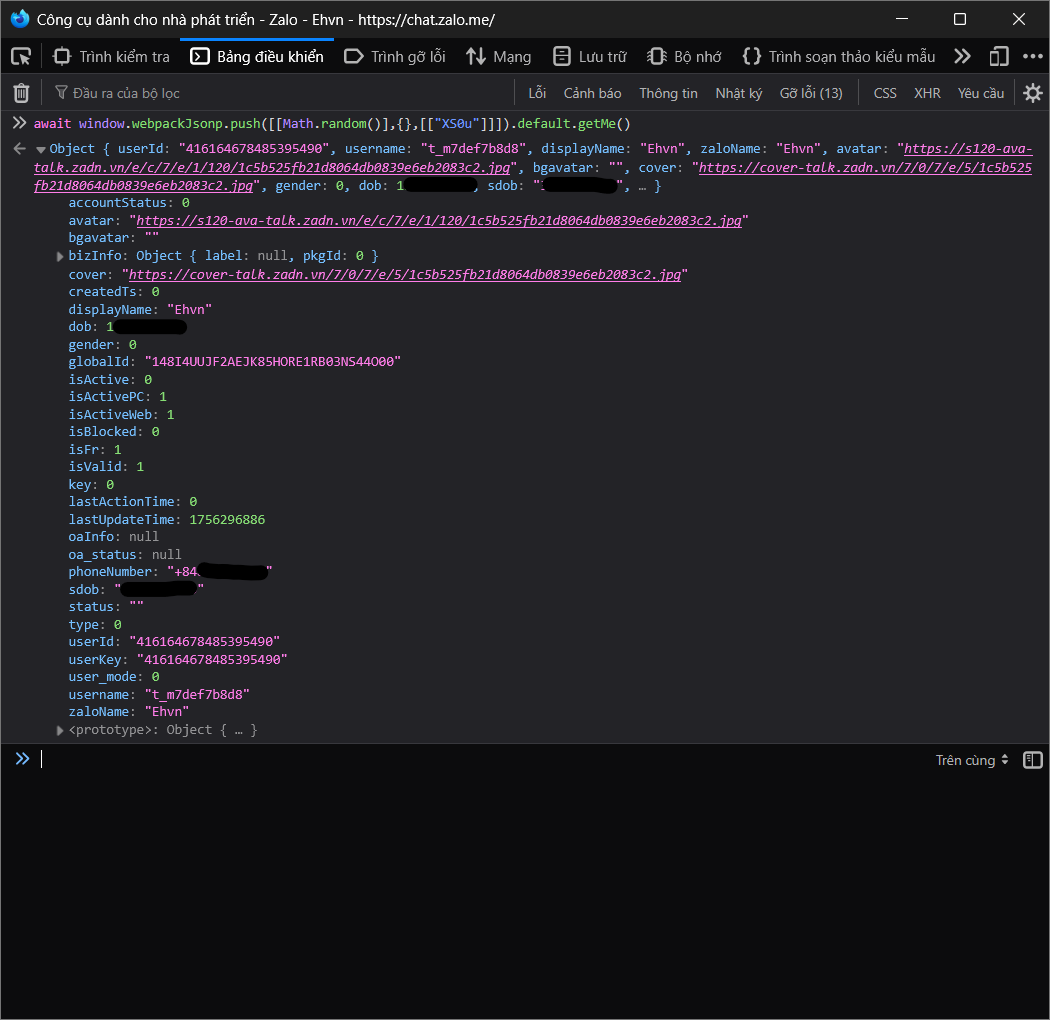 Công cụ dành cho nhà phát triển - Zalo - Ehvn - https://chat.zalo.me/
Trình kiểm tra Bảng điều khiển Trình gỡ lỗi Mạng Lưu trữ Bộ nhớ Trình soạn thảo kiểu mẫu
Đầu ra của bộ lọc Lỗi Cảnh báo Thông tin Nhật ký Gỡ lỗi (13) CSS XHR Yêu cầu
await window.webpackJsonp.push([[Math.random()],{},[["XS0u"]]]).default.getMe()
Object { userId: "416164678485395490", username: "t_m7def7b8d8", displayName: "Ehvn", zaloName: "Ehvn", avatar: "https://s120-ava-
talk.zadn.vn/e/c/7/e/1/120/1c5b525fb21d8064db0839e6eb2083c2.jpg", bgavatar: "", cover: "https://cover-talk.zadn.vn/7/0/7/e/5/1c5b525
fb21d8064db0839e6eb2083c2.jpg", gender: 0, dob: 1 , sdob: " ", … }
accountStatus: 0
avatar: "https://s120-ava-talk.zadn.vn/e/c/7/e/1/120/1c5b525fb21d8064db0839e6eb2083c2.jpg"
bgavatar: ""
bizInfo: Object { label: null, pkgId: 0 }
cover: "https://cover-talk.zadn.vn/7/0/7/e/5/1c5b525fb21d8064db0839e6eb2083c2.jpg"
createdTs: 0
displayName: "Ehvn"
dob: 1
gender: 0
globalId: "148I4UUJF2AEJK85HORE1RB03NS44O00"
isActive: 0
isActivePC: 1
isActiveWeb: 1
isBlocked: 0
isFr: 1
isValid: 1
key: 0
lastActionTime: 0
lastUpdateTime: 1756296886
oaInfo: null
oa_status: null
phoneNumber: "+84 "
sdob: " "
status: ""
type: 0
userId: "416164678485395490"
userKey: "416164678485395490"
user_mode: 0
username: "t_m7def7b8d8"
zaloName: "Ehvn"
<prototype>: Object { … }
Trên cùng